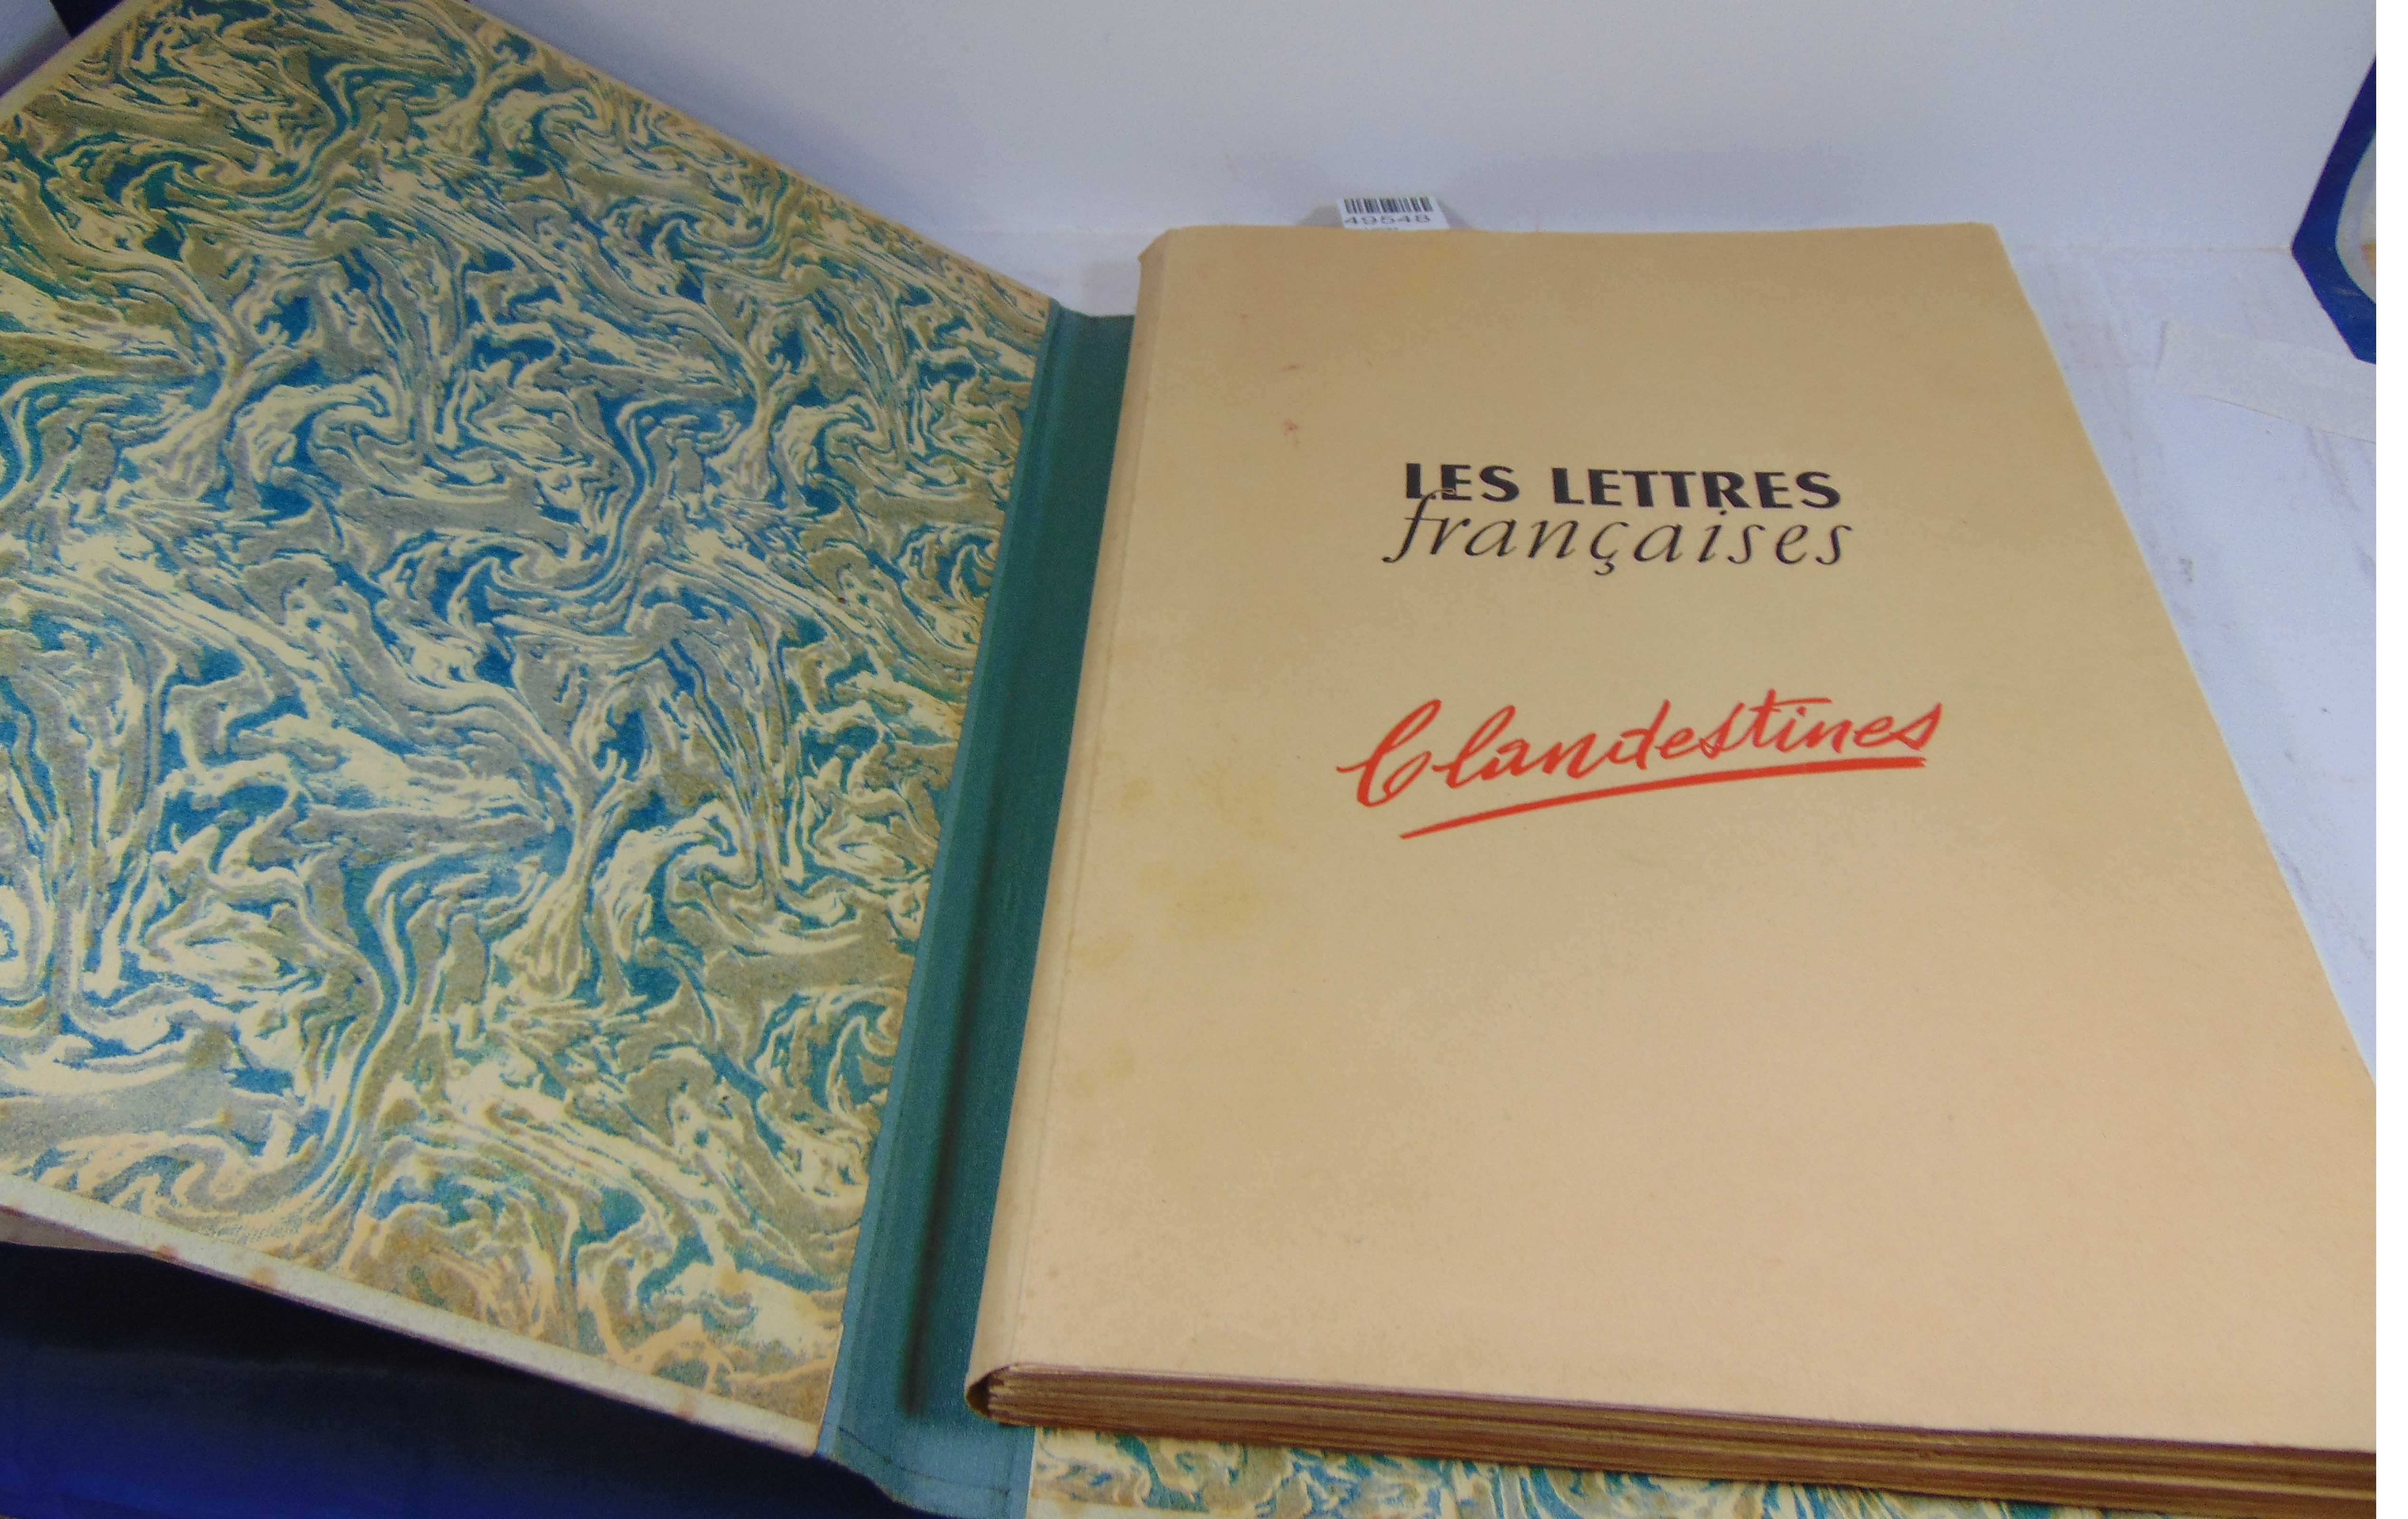 49548
LES LETTRES
françaises
Clandestines